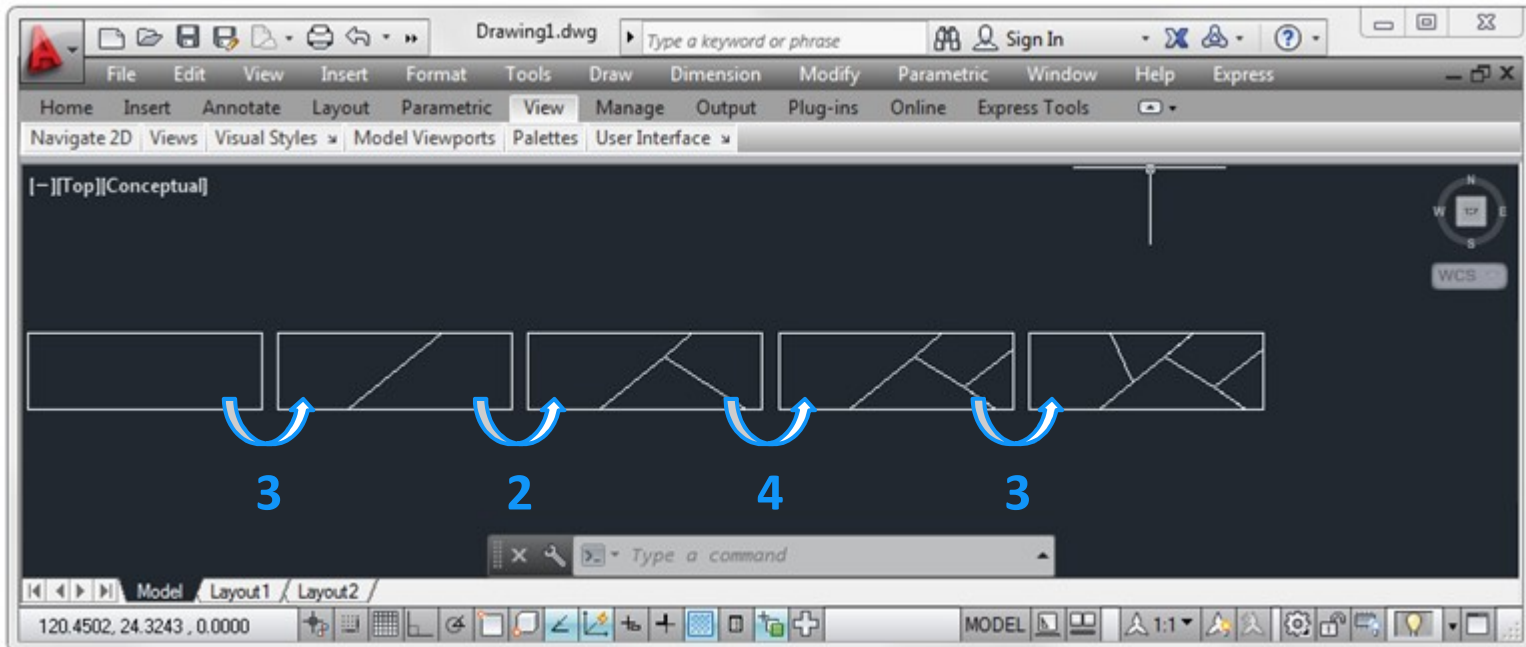 Drawing1.dwg Type a keyword or phrase Sign In
File Edit View Insert Format Tools Draw Dimension Modify Parametric Window Help Express
Home Insert Annotate Layout Parametric View Manage Output Plug-ins Online Express Tools
Navigate 2D Views Visual Styles Model Viewports Palettes User Interface
[−][Top][Conceptual]
N
W TOP E
S
WCS
3 2 4 3
Type a command
Model Layout1 Layout2
120.4502, 24.3243 , 0.0000 MODEL 1:1